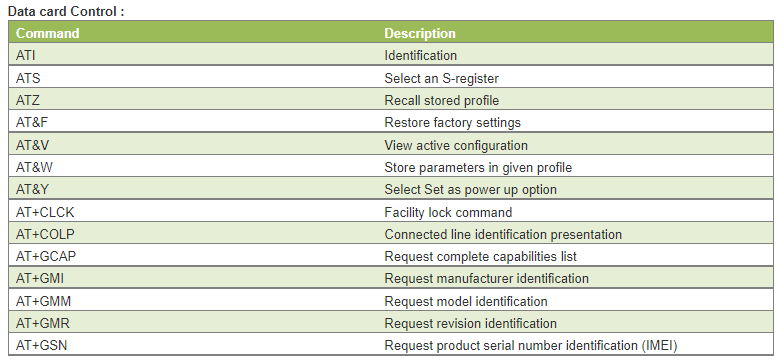 Data card Control :
Command Description
ATI Identification
ATS Select an S-register
ATZ Recall stored profile
AT&F Restore factory settings
AT&V View active configuration
AT&W Store parameters in given profile
AT&Y Select Set as power up option
AT+CLCK Facility lock command
AT+COLP Connected line identification presentation
AT+GCAP Request complete capabilities list
AT+GMI Request manufacturer identification
AT+GMM Request model identification
AT+GMR Request revision identification
AT+GSN Request product serial number identification (IMEI)